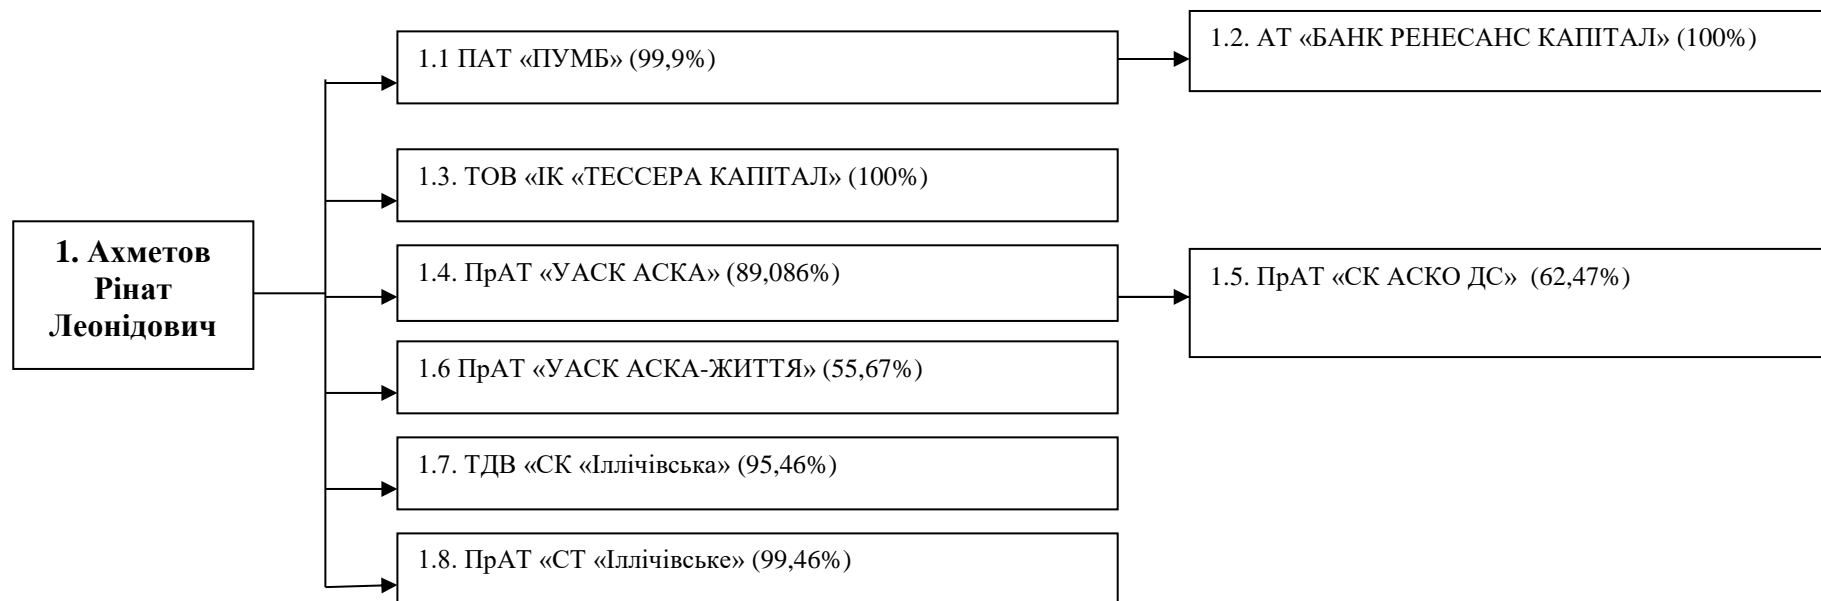 1.1 ПАТ «ПУМБ» (99,9%)
1.2. АТ «БАНК РЕНЕСАНС КАПІТАЛ» (100%)
1.3. ТОВ «ІК «ТЕССЕРА КАПІТАЛ» (100%)
1. Ахметов
Рінат
Леонідович
1.4. ПрАТ «УАСК АСКА» (89,086%)
1.5. ПрАТ «СК АСКО ДС» (62,47%)
1.6 ПрАТ «УАСК АСКА-ЖИТТЯ» (55,67%)
1.7. ТДВ «СК «Іллічівська» (95,46%)
1.8. ПрАТ «СТ «Іллічівське» (99,46%)